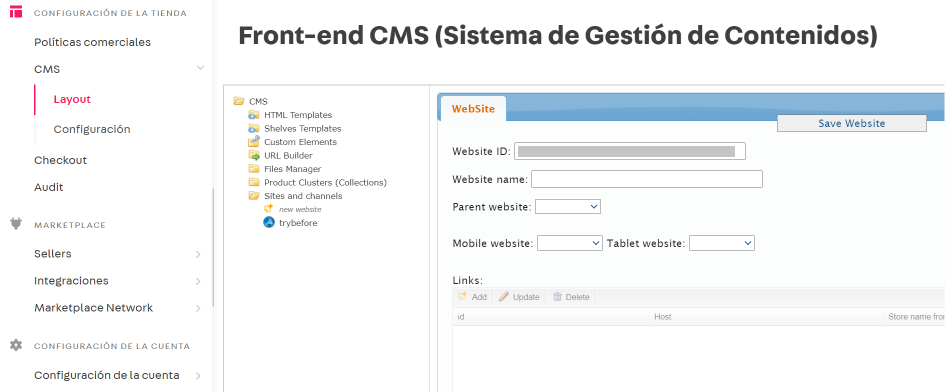 CONFIGURACIÓN DE LA TIENDA
Políticas comerciales
CMS
Layout
Configuración
Checkout
Audit
MARKETPLACE
Sellers
Integraciones
Marketplace Network
CONFIGURACIÓN DE LA CUENTA
Configuración de la cuenta
Front-end CMS (Sistema de Gestión de Contenidos)
CMS
HTML Templates
Shelves Templates
Custom Elements
URL Builder
Files Manager
Product Clusters (Collections)
Sites and channels
new website
trybefore
WebSite
Save Website
Website ID:
Website name:
Parent website:
Mobile website: Tablet website:
Links:
Add Update Delete
id Host Store name fro